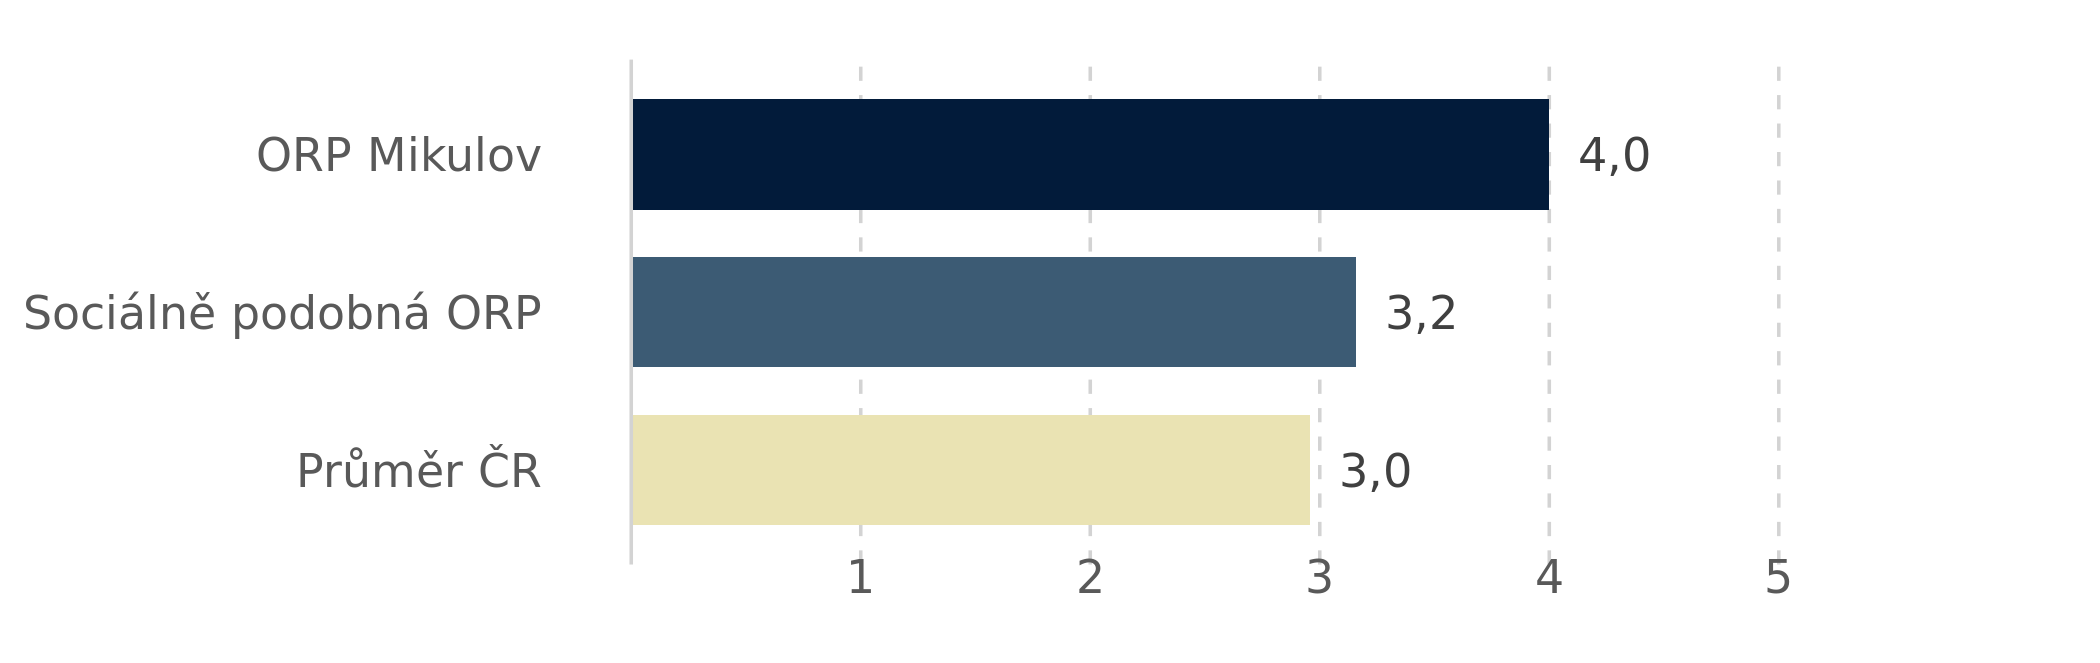 ORP Mikulov 4,0
Sociálně podobná ORP 3,2
Průměr ČR 3,0
1 2 3 4 5